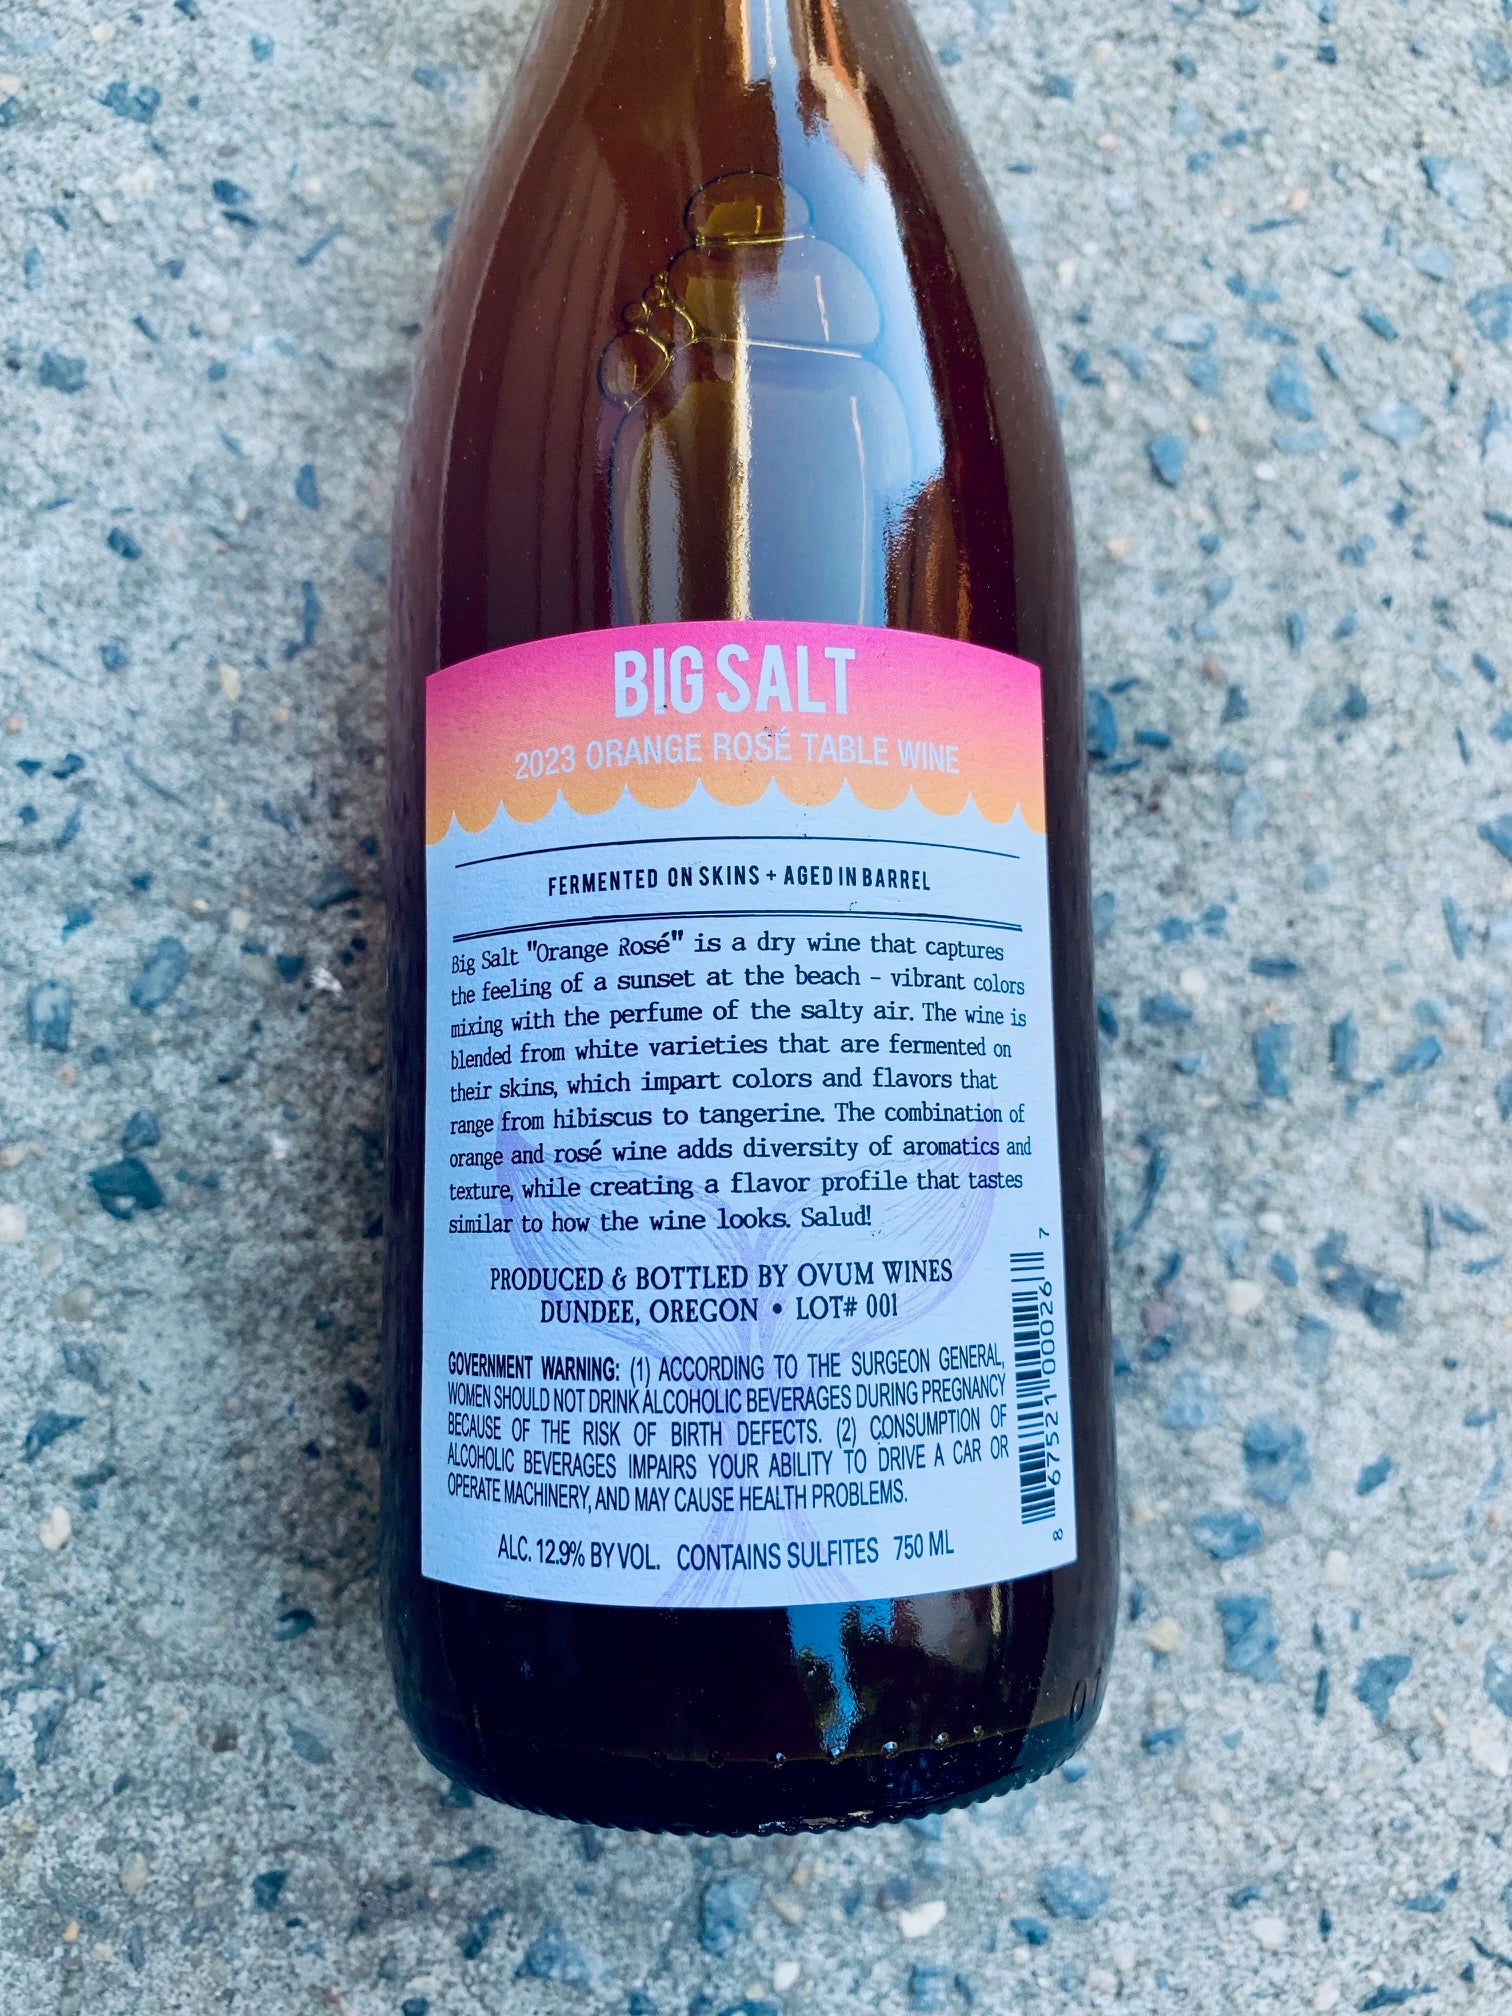 BIG SALT
2023 ORANGE ROSÉ TABLE WINE
FERMENTED ON SKINS + AGED IN BARREL
Big Salt "Orange Rosé" is a dry wine that captures
the feeling of a sunset at the beach - vibrant colors
mixing with the perfume of the salty air. The wine is
blended from white varieties that are fermented on
their skins, which impart colors and flavors that
range from hibiscus to tangerine. The combination of
orange and rosé wine adds diversity of aromatics and
texture, while creating a flavor profile that tastes
similar to how the wine looks. Salud!
PRODUCED & BOTTLED BY OVUM WINES
DUNDEE, OREGON • LOT# 001
GOVERNMENT WARNING: (1) ACCORDING TO THE SURGEON GENERAL,
WOMEN SHOULD NOT DRINK ALCOHOLIC BEVERAGES DURING PREGNANCY
BECAUSE OF THE RISK OF BIRTH DEFECTS. (2) CONSUMPTION OF
ALCOHOLIC BEVERAGES IMPAIRS YOUR ABILITY TO DRIVE A CAR OR
OPERATE MACHINERY, AND MAY CAUSE HEALTH PROBLEMS.
ALC. 12.9% BY VOL. CONTAINS SULFITES 750 ML
8 67521 00026 7